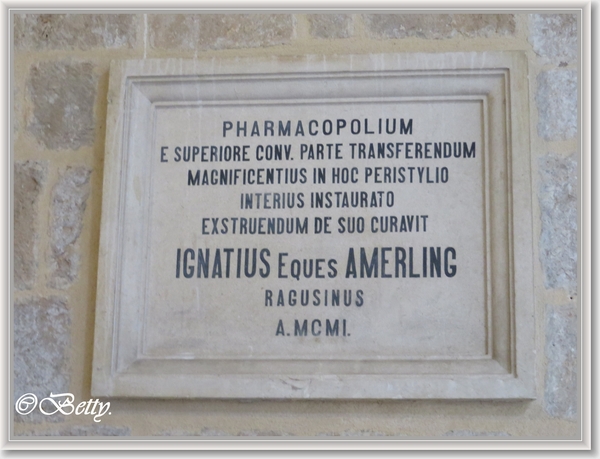 PHARMACOPOLIUM
E SUPERIORE CONV. PARTE TRANSFERENDUM
MAGNIFICENTIUS IN HOC PERISTYLIO
INTERIUS INSTAURATO
EXSTRUENDUM DE SUO CURAVIT
IGNATIUS EQUES AMERLING
RAGUSINUS
A.MCMI.
©Betty.